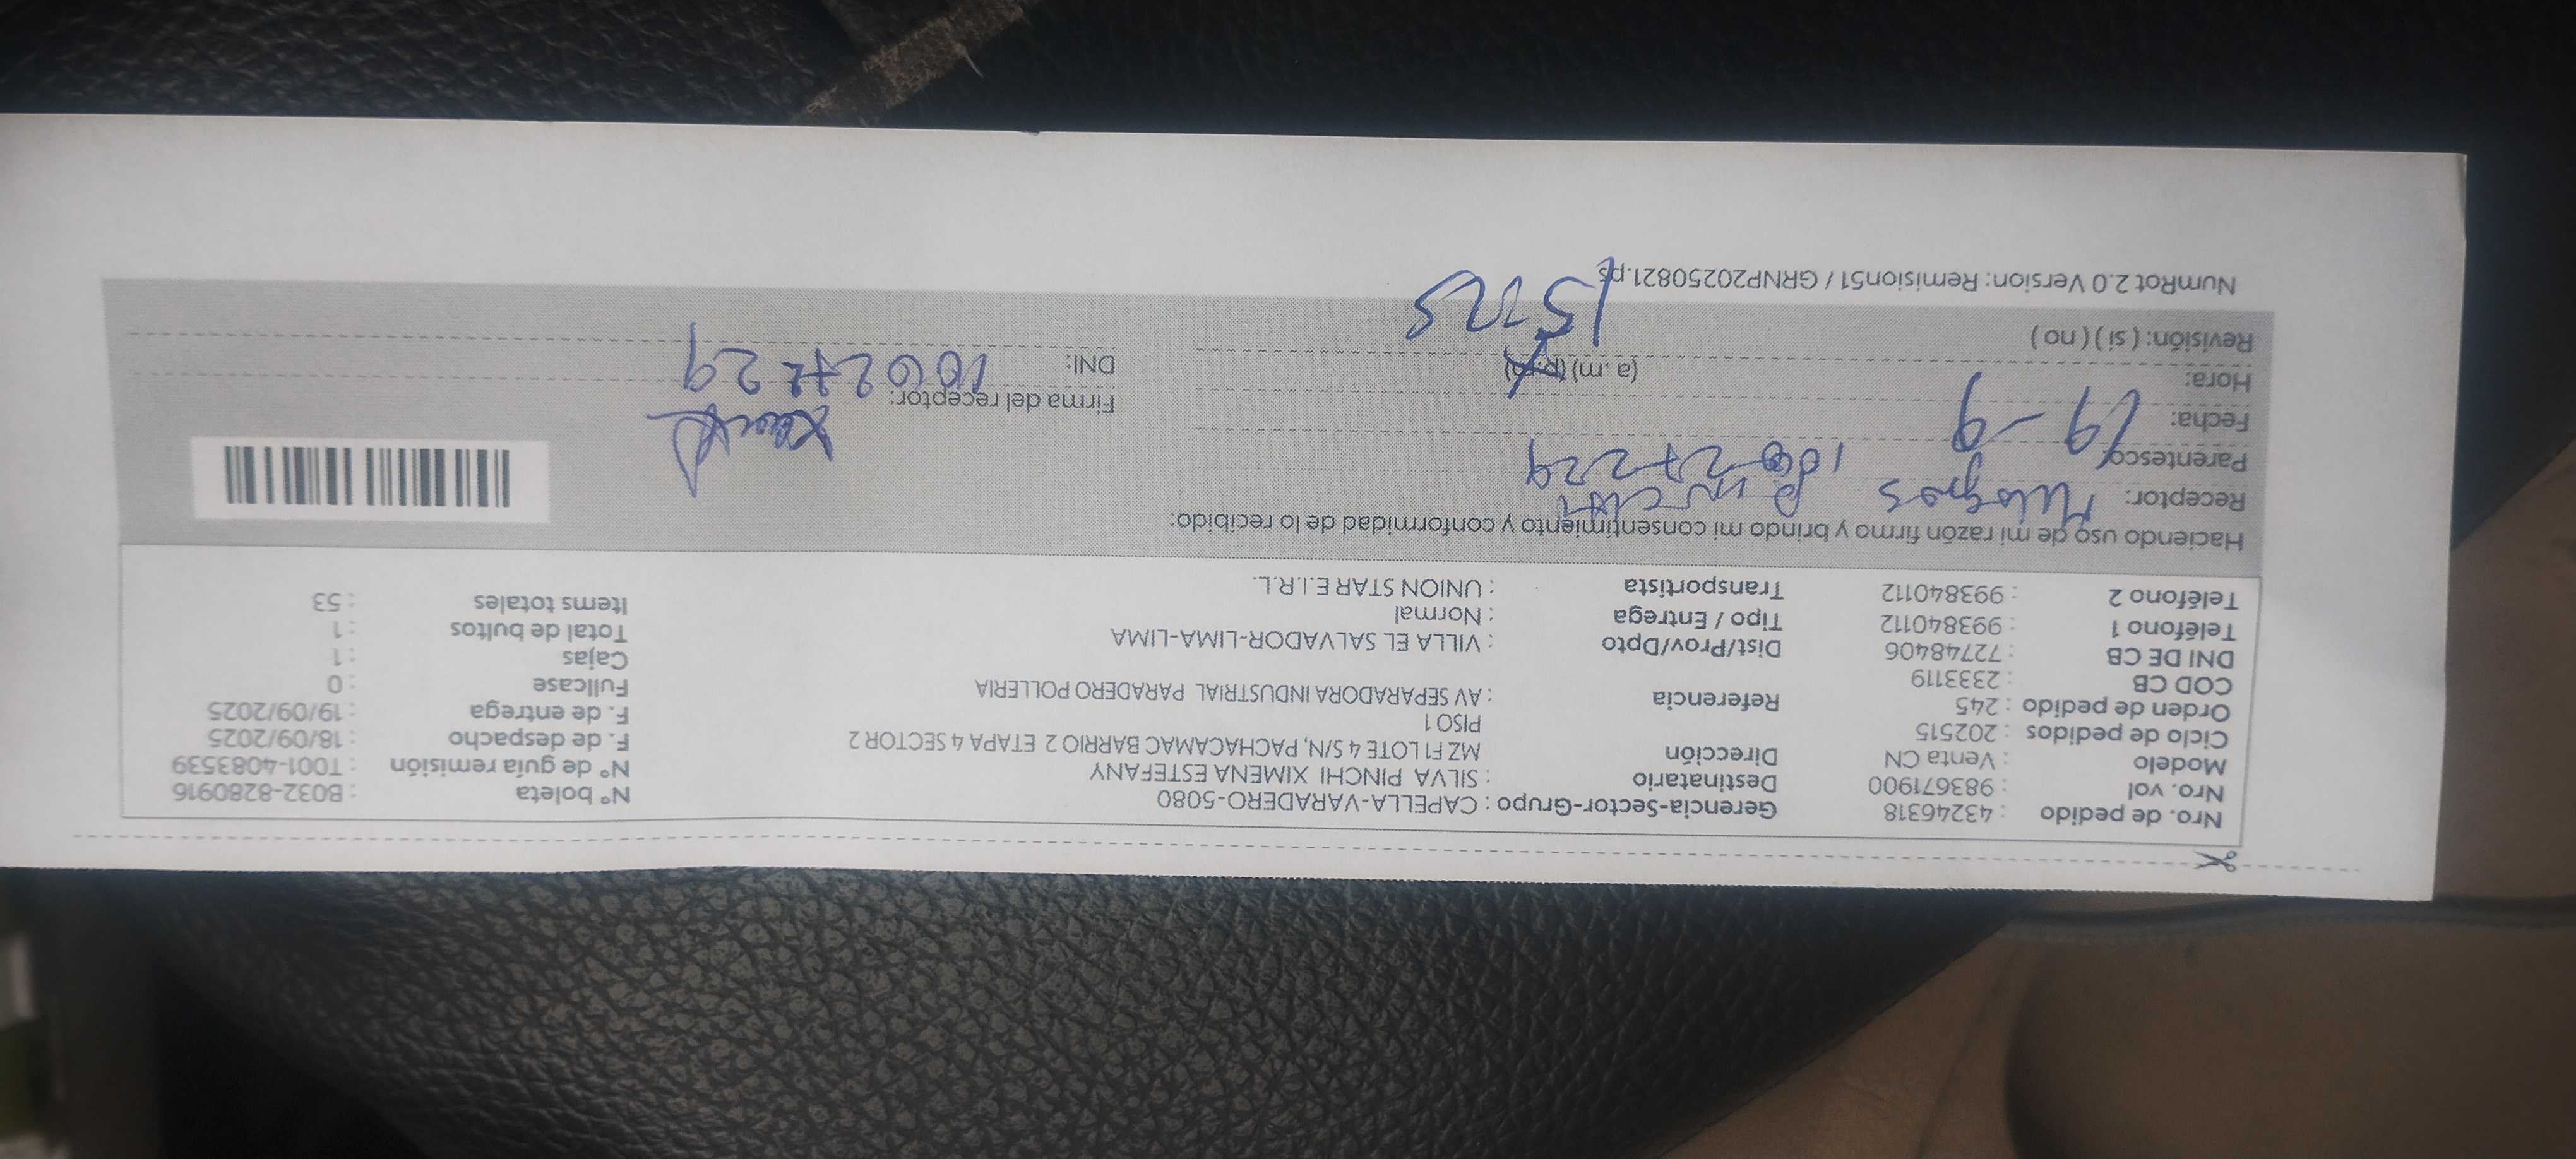 Nro. de pedido : 43246318
Nro. vol : 983671900
Modelo : Venta CN
Ciclo de pedidos : 202515
Orden de pedido : 245
COD CB : 2333119
DNI DE CB : 72748406
Teléfono 1 : 993840112
Teléfono 2 : 993840112
Gerencia-Sector-Grupo : CAPELLA-VARADERO-5080
Destinatario : SILVA PINCHI XIMENA ESTEFANY
Dirección MZ F1 LOTE 4 S/N, PACHACAMAC BARRIO 2 ETAPA 4 SECTOR 2
PISO 1
Referencia : AV SEPARADORA INDUSTRIAL PARADERO POLLERIA
Dist/Prov/Dpto : VILLA EL SALVADOR-LIMA-LIMA
Tipo / Entrega : Normal
Transportista : UNION STAR E.I.R.L.
N° boleta : B032-8280916
N° de guía remisión : T001-4083539
F. de despacho : 18/09/2025
F. de entrega : 19/09/2025
Fullcase : 0
Cajas : 1
Total de bultos : 1
Items totales : 53
Haciendo uso de mi razón firmo y brindo mi consentimiento y conformidad de lo recibido:
Receptor: Milagros
Parentesco
Fecha: 19-9
Hora: (a. m) (p. m)
Revisión: ( si ) ( no )
Firma del receptor:
DNI:
NumRot 2.0 Version: Remision51 / GRNP20250821.ps